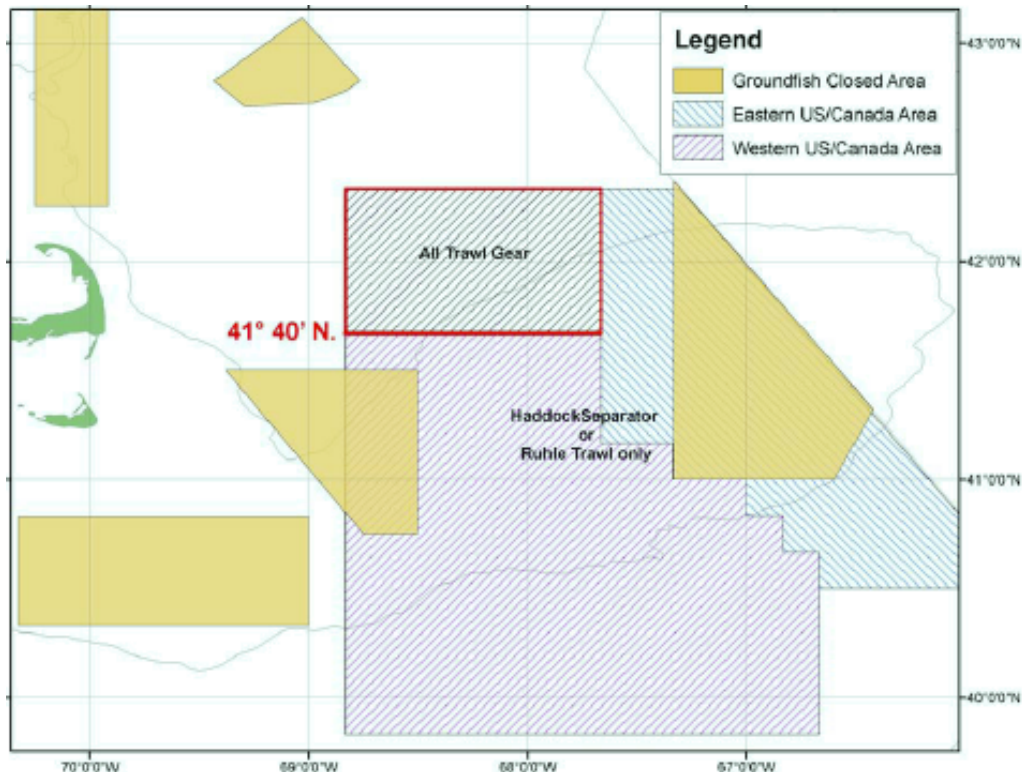 Legend
Groundfish Closed Area
Eastern US/Canada Area
Western US/Canada Area
43°0'0"N
42°0'0"N
All Trawl Gear
41° 40' N.
HaddockSeparator
or
Ruhle Trawl only
41°0'0"N
40°0'0"N
70°0'0"W
69°0'0"W
68°0'0"W
67°0'0"W